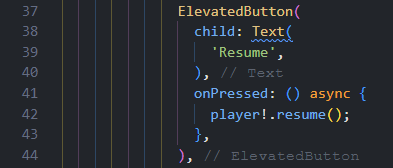 37 ElevatedButton(
38 child: Text(
39 'Resume',
40 ), // Text
41 onPressed: () async {
42 player!.resume();
43 },
44 ), // ElevatedButton